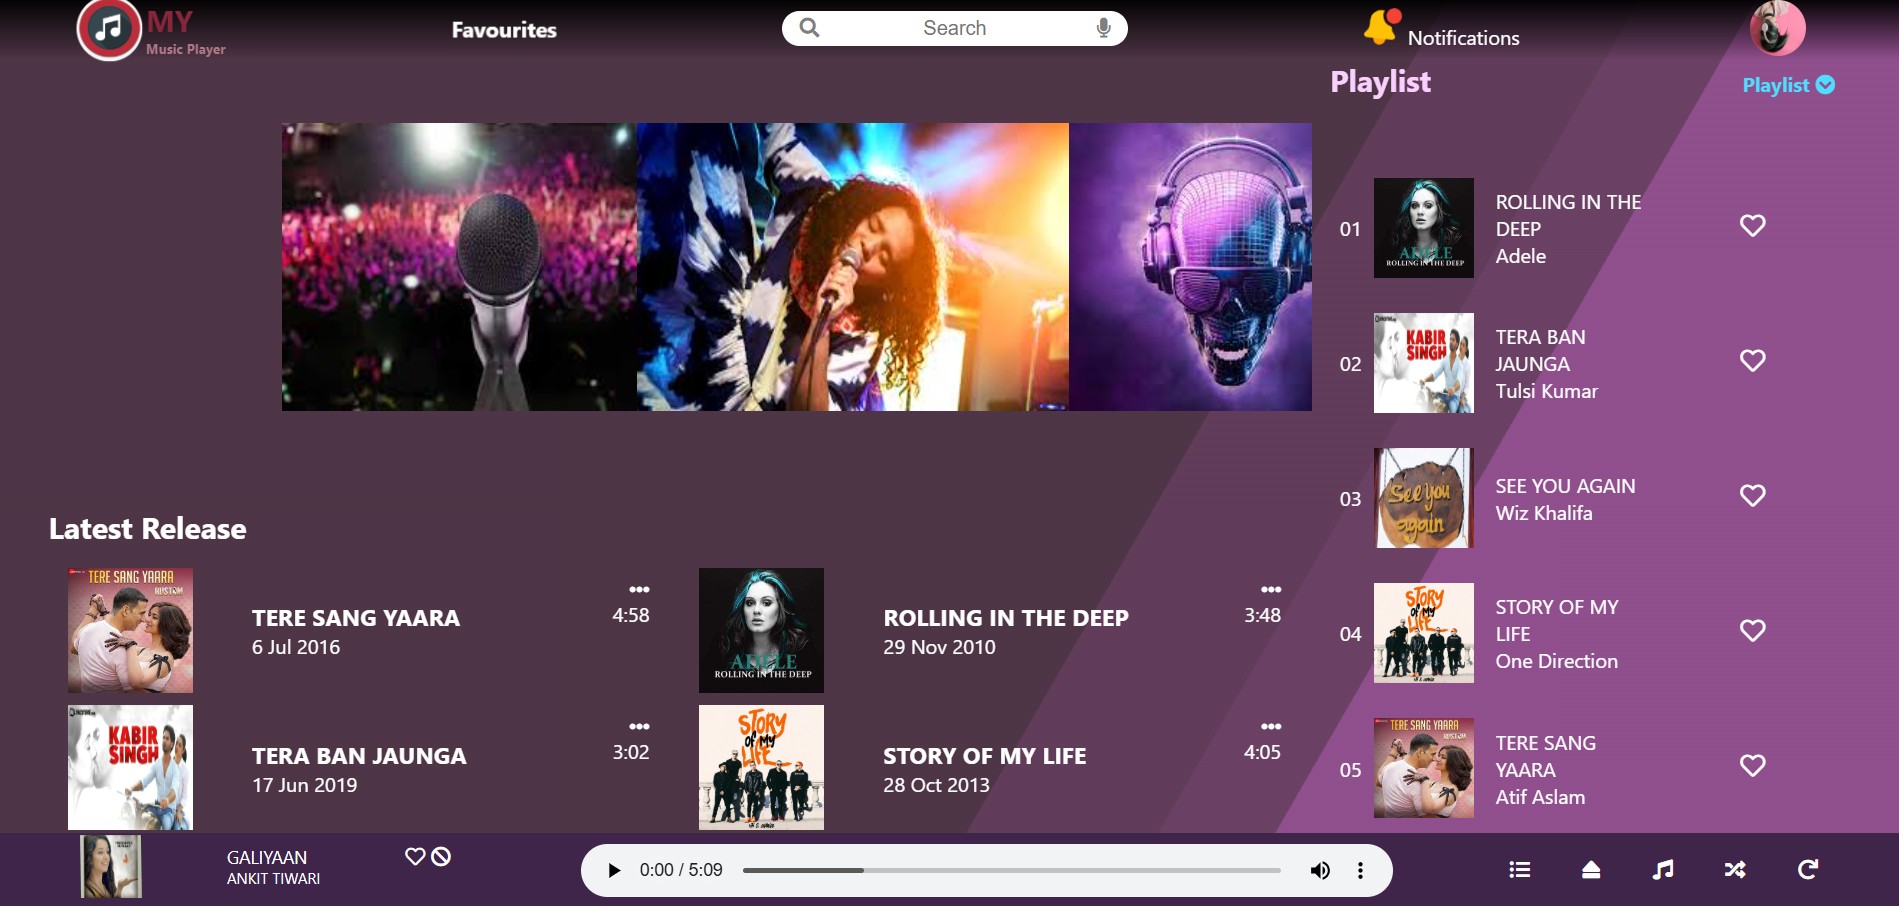 MY
Music Player
Favourites
Search
Notifications
Playlist
Playlist
01
ADELE
ROLLING IN THE DEEP
ROLLING IN THE
DEEP
Adele
02
KABIR
SINGH
TERA BAN
JAUNGA
Tulsi Kumar
03
See you
again
SEE YOU AGAIN
Wiz Khalifa
04
STORY
of MY
LIFE
STORY OF MY
LIFE
One Direction
05
TERE SANG YAARA
RUSTOM
TERE SANG
YAARA
Atif Aslam
Latest Release
TERE SANG YAARA
RUSTOM
TERE SANG YAARA
6 Jul 2016
4:58
ADELE
ROLLING IN THE DEEP
ROLLING IN THE DEEP
29 Nov 2010
3:48
KABIR
SINGH
TERA BAN JAUNGA
17 Jun 2019
3:02
STORY
of MY
LIFE
STORY OF MY LIFE
28 Oct 2013
4:05
GALIYAAN
ANKIT TIWARI
0:00 / 5:09